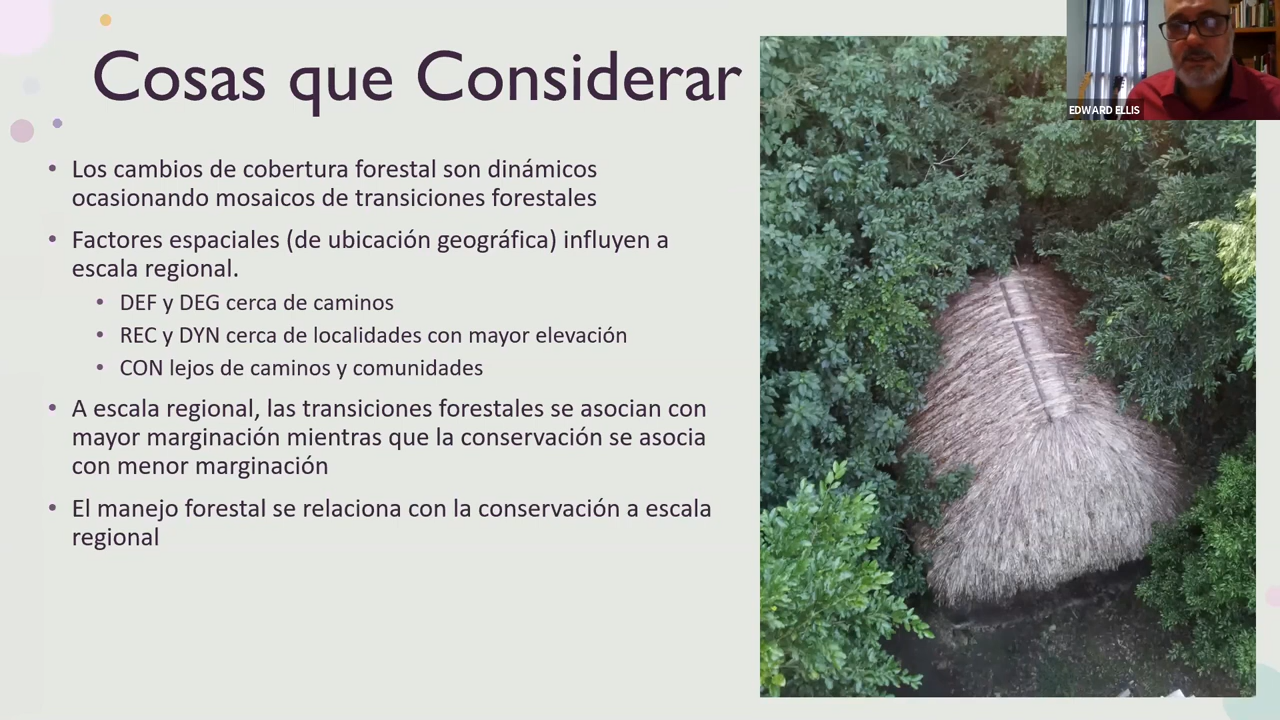 Cosas que Considerar
EDWARD ELLIS
• Los cambios de cobertura forestal son dinámicos
ocasionando mosaicos de transiciones forestales
• Factores espaciales (de ubicación geográfica) influyen a
escala regional.
• DEF y DEG cerca de caminos
• REC y DYN cerca de localidades con mayor elevación
• CON lejos de caminos y comunidades
• A escala regional, las transiciones forestales se asocian con
mayor marginación mientras que la conservación se asocia
con menor marginación
• El manejo forestal se relaciona con la conservación a escala
regional